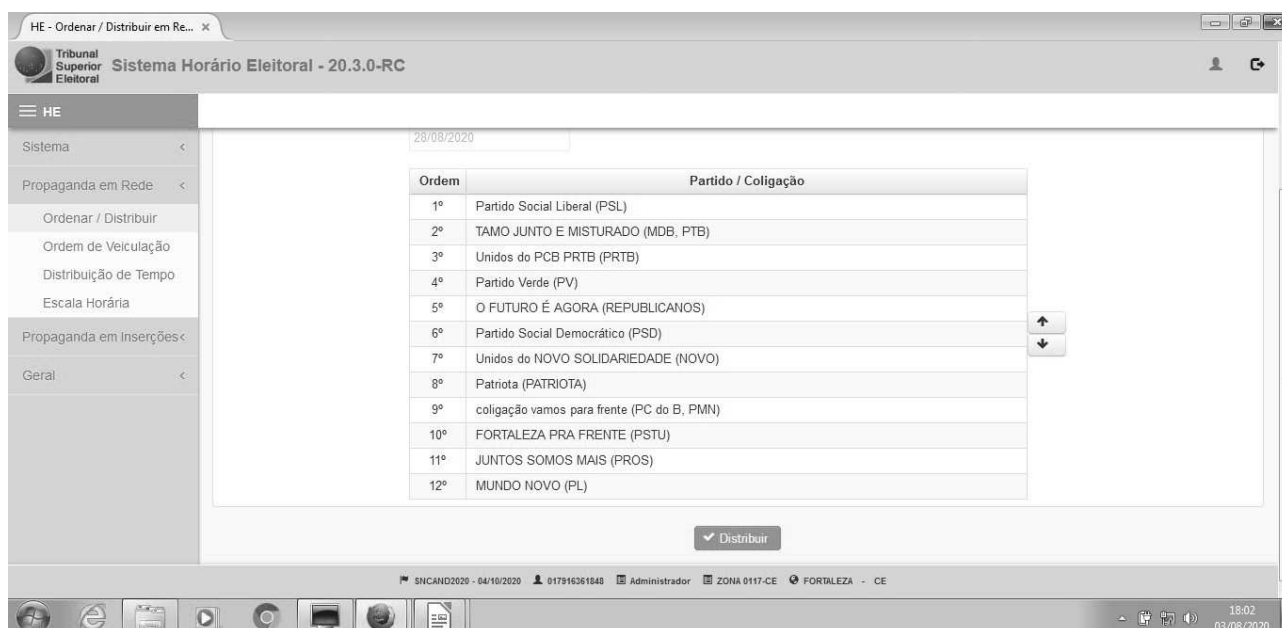 HE - Ordenar / Distribuir em Re... ×
Tribunal
Superior
Eleitoral
Sistema Horário Eleitoral - 20.3.0-RC
HE
28/08/2020
Sistema <
Propaganda em Rede <
Ordenar / Distribuir
Ordem de Veiculação
Distribuição de Tempo
Escala Horária
Propaganda em Inserções <
Geral <
Ordem Partido / Coligação
1º Partido Social Liberal (PSL)
2º TAMO JUNTO E MISTURADO (MDB, PTB)
3º Unidos do PCB PRTB (PRTB)
4º Partido Verde (PV)
5º O FUTURO É AGORA (REPUBLICANOS)
6º Partido Social Democrático (PSD)
7º Unidos do NOVO SOLIDARIEDADE (NOVO)
8º Patriota (PATRIOTA)
9º coligação vamos para frente (PC do B, PMN)
10º FORTALEZA PRA FRENTE (PSTU)
11º JUNTOS SOMOS MAIS (PROS)
12º MUNDO NOVO (PL)
Distribuir
SNCAND2020 - 04/10/2020 017916361848 Administrador ZONA 0117-CE FORTALEZA - CE
18:02
03/08/2020